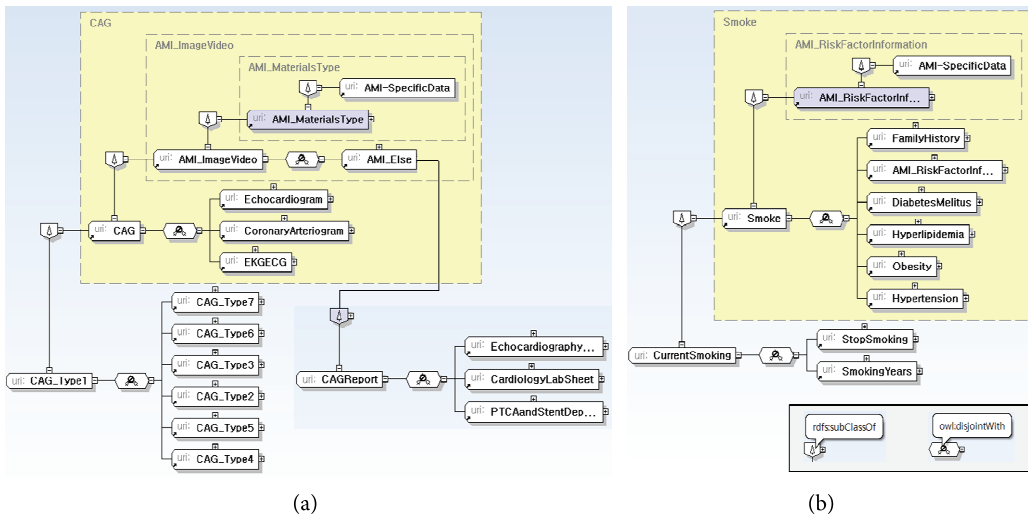 CAG
AMI_ImageVideo
AMI_MaterialsType
uri: AMI-SpecificData
uri: AMI_MaterialsType
uri: AMI_ImageVideo
uri: AMI_Else
uri: Echocardiogram
uri: CAG
uri: CoronaryArteriogram
uri: EKGECG
uri: CAG_Type7
uri: CAG_Type6
uri: CAG_Type3
uri: CAG_Type1
uri: CAG_Type2
uri: CAG_Type5
uri: CAG_Type4
uri: Echocardiography...
uri: CAGReport
uri: CardiologyLabSheet
uri: PTCAandStentDep...
(a)
Smoke
AMI_RiskFactorInformation
uri: AMI-SpecificData
uri: AMI_RiskFactorInf...
uri: FamilyHistory
uri: AMI_RiskFactorInf...
uri: DiabetesMelitus
uri: Smoke
uri: Hyperlipidemia
uri: Obesity
uri: Hypertension
uri: StopSmoking
uri: CurrentSmoking
uri: SmokingYears
rdfs:subClassOf
owl:disjointWith
(b)